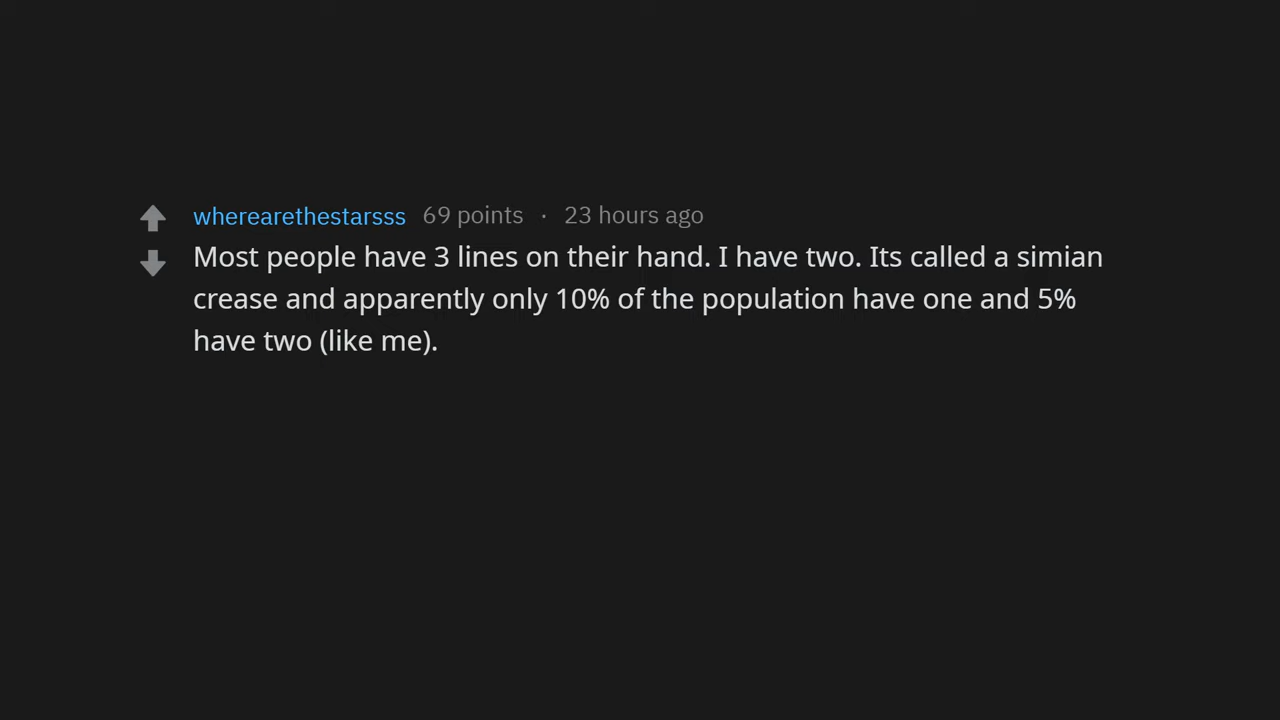 wherearethestarsss 69 points · 23 hours ago
Most people have 3 lines on their hand. I have two. Its called a simian
crease and apparently only 10% of the population have one and 5%
have two (like me).